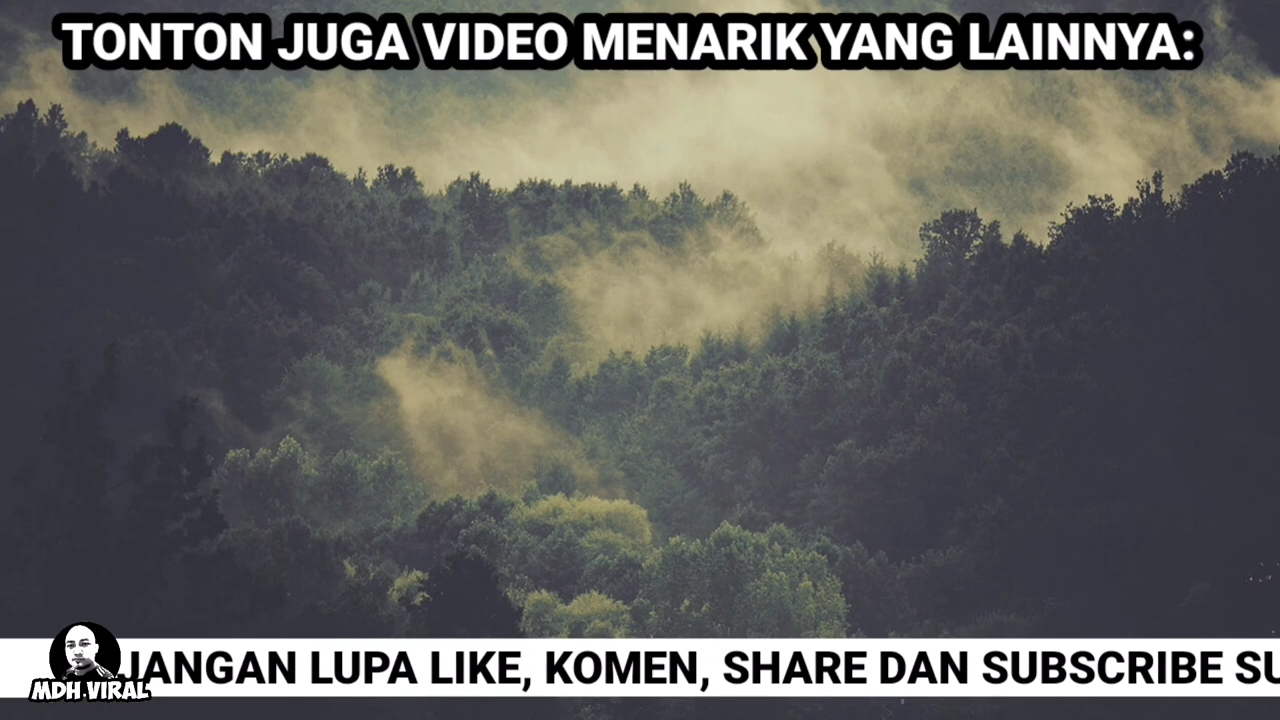 TONTON JUGA VIDEO MENARIK YANG LAINNYA:
JANGAN LUPA LIKE, KOMEN, SHARE DAN SUBSCRIBE
MDH.VIRAL